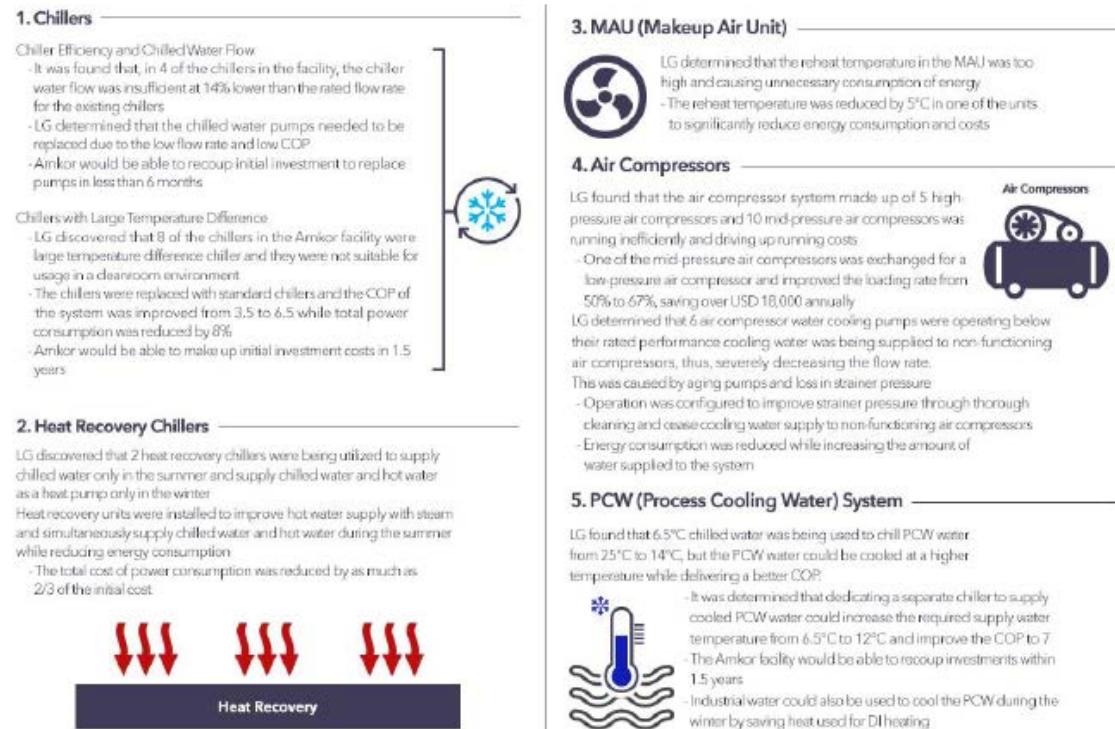 1. Chillers
Chiller Efficiency and Chilled Water Flow
- It was found that, in 4 of the chillers in the facility, the chiller
water flow was insufficient at 14% lower than the rated flow rate
for the existing chillers
- LG determined that the chilled water pumps needed to be
replaced due to the low flow rate and low COP
- Amkor would be able to recoup initial investment to replace
pumps in less than 6 months
Chillers with Large Temperature Difference
- LG discovered that 8 of the chillers in the Amkor facility were
large temperature difference chiller and they were not suitable for
usage in a cleanroom environment
- The chillers were replaced with standard chillers and the COP of
the system was improved from 3.5 to 6.5 while total power
consumption was reduced by 8%
- Amkor would be able to make up initial investment costs in 1.5
years
2. Heat Recovery Chillers
LG discovered that 2 heat recovery chillers were being utilized to supply
chilled water only in the summer and supply chilled water and hot water
as a heat pump only in the winter
Heat recovery units were installed to improve hot water supply with steam
and simultaneously supply chilled water and hot water during the summer
while reducing energy consumption
- The total cost of power consumption was reduced by as much as
2/3 of the initial cost
Heat Recovery
3. MAU (Makeup Air Unit)
LG determined that the reheat temperature in the MAU was too
high and causing unnecessary consumption of energy
- The reheat temperature was reduced by 5°C in one of the units
to significantly reduce energy consumption and costs
4. Air Compressors
LG found that the air compressor system made up of 5 high-
pressure air compressors and 10 mid-pressure air compressors was
running inefficiently and driving up running costs
- One of the mid-pressure air compressors was exchanged for a
low-pressure air compressor and improved the loading rate from
50% to 67%, saving over USD 18,000 annually
Air Compressors
LG determined that 6 air compressor water cooling pumps were operating below
their rated performance cooling water was being supplied to non-functioning
air compressors, thus, severely decreasing the flow rate.
This was caused by aging pumps and loss in strainer pressure
- Operation was configured to improve strainer pressure through thorough
cleaning and cease cooling water supply to non-functioning air compressors
- Energy consumption was reduced while increasing the amount of
water supplied to the system
5. PCW (Process Cooling Water) System
LG found that 6.5°C chilled water was being used to chill PCW water
from 25°C to 14°C, but the PCW water could be cooled at a higher
temperature while delivering a better COP.
- It was determined that dedicating a separate chiller to supply
cooled PCW water could increase the required supply water
temperature from 6.5°C to 12°C and improve the COP to 7
- The Amkor facility would be able to recoup investments within
1.5 years
- Industrial water could also be used to cool the PCW during the
winter by saving heat used for DI heating